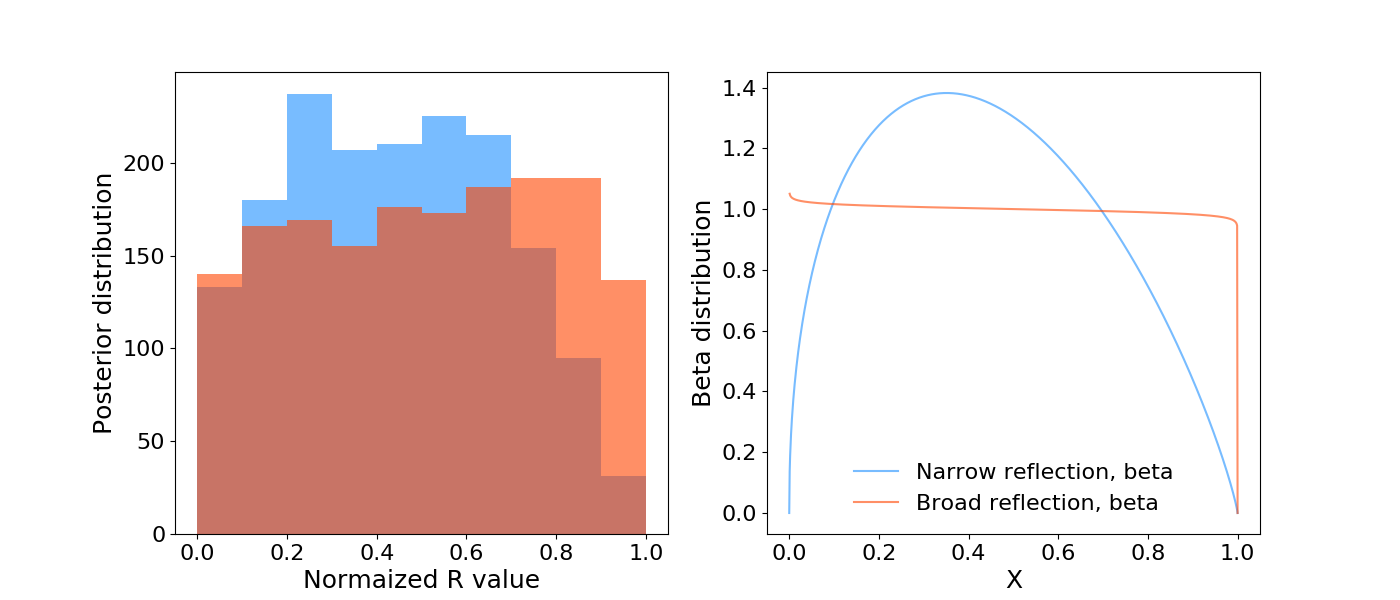 Posterior distribution
200
150
100
50
0
0.0 0.2 0.4 0.6 0.8 1.0
Normaized R value
Beta distribution
1.4
1.2
1.0
0.8
0.6
0.4
0.2
0.0
Narrow reflection, beta
Broad reflection, beta
0.0 0.2 0.4 0.6 0.8 1.0
X